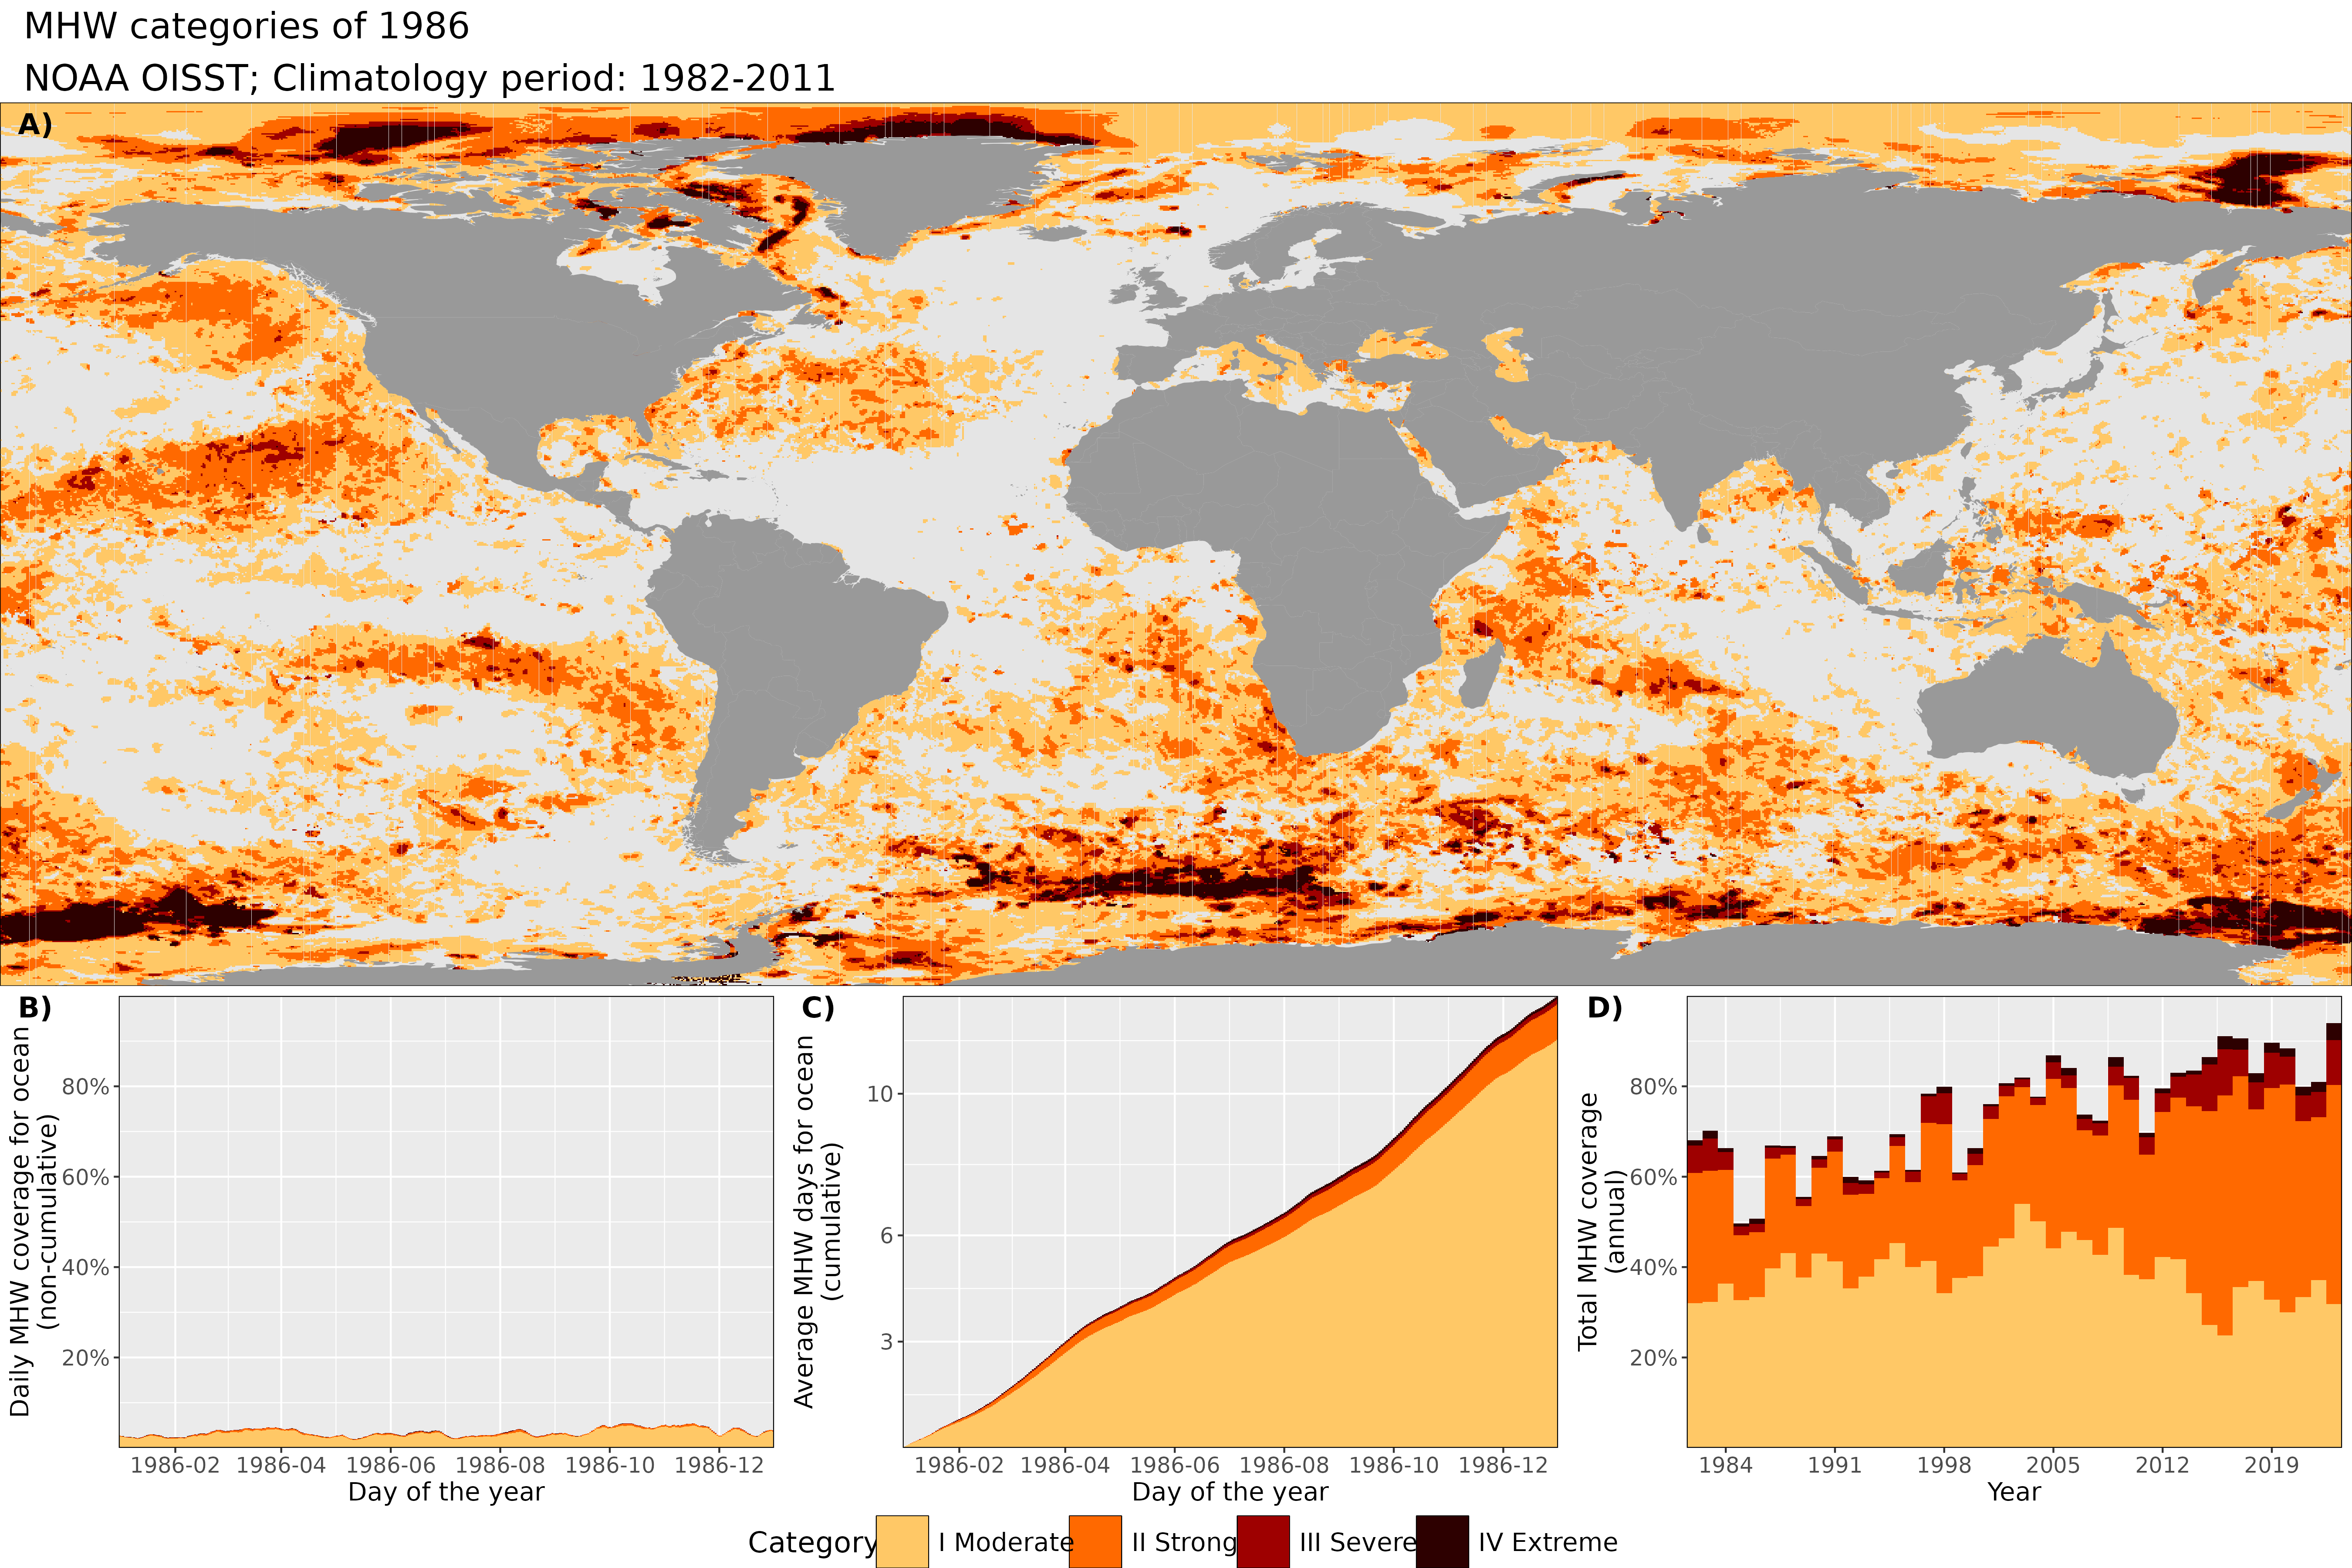 MHW categories of 1986
NOAA OISST; Climatology period: 1982-2011
A)
B)
Daily MHW coverage for ocean
(non-cumulative)
80%
60%
40%
20%
1986-02 1986-04 1986-06 1986-08 1986-10 1986-12
Day of the year
C)
Average MHW days for ocean
(cumulative)
10
6
3
1986-02 1986-04 1986-06 1986-08 1986-10 1986-12
Day of the year
D)
Total MHW coverage
(annual)
80%
60%
40%
20%
1984 1991 1998 2005 2012 2019
Year
Category I Moderate II Strong III Severe IV Extreme